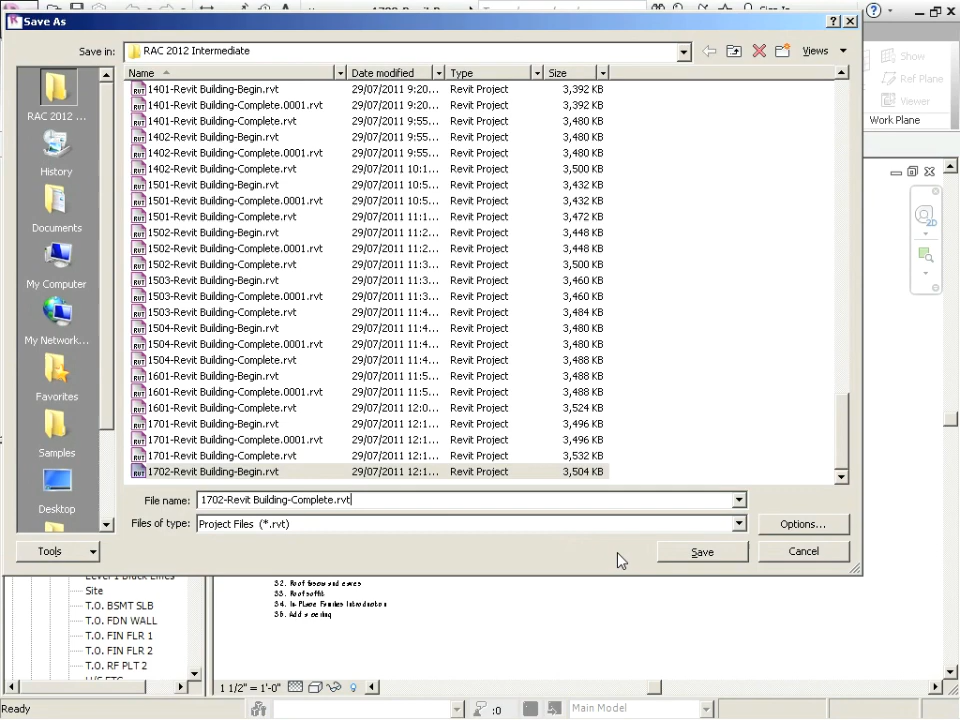 Save As
Save in:
RAC 2012 Intermediate
Views
Name
Date modified
Type
Size
1401-Revit Building-Begin.rvt 29/07/2011 9:20... Revit Project 3,392 KB
1401-Revit Building-Complete.0001.rvt 29/07/2011 9:20... Revit Project 3,392 KB
1401-Revit Building-Complete.rvt 29/07/2011 9:55... Revit Project 3,480 KB
1402-Revit Building-Begin.rvt 29/07/2011 9:55... Revit Project 3,480 KB
1402-Revit Building-Complete.0001.rvt 29/07/2011 9:55... Revit Project 3,480 KB
1402-Revit Building-Complete.rvt 29/07/2011 10:1... Revit Project 3,500 KB
1501-Revit Building-Begin.rvt 29/07/2011 10:5... Revit Project 3,432 KB
1501-Revit Building-Complete.0001.rvt 29/07/2011 10:5... Revit Project 3,432 KB
1501-Revit Building-Complete.rvt 29/07/2011 11:1... Revit Project 3,472 KB
1502-Revit Building-Begin.rvt 29/07/2011 11:2... Revit Project 3,448 KB
1502-Revit Building-Complete.0001.rvt 29/07/2011 11:2... Revit Project 3,448 KB
1502-Revit Building-Complete.rvt 29/07/2011 11:3... Revit Project 3,500 KB
1503-Revit Building-Begin.rvt 29/07/2011 11:3... Revit Project 3,460 KB
1503-Revit Building-Complete.0001.rvt 29/07/2011 11:3... Revit Project 3,460 KB
1503-Revit Building-Complete.rvt 29/07/2011 11:4... Revit Project 3,484 KB
1504-Revit Building-Begin.rvt 29/07/2011 11:4... Revit Project 3,480 KB
1504-Revit Building-Complete.0001.rvt 29/07/2011 11:4... Revit Project 3,480 KB
1504-Revit Building-Complete.rvt 29/07/2011 11:4... Revit Project 3,488 KB
1601-Revit Building-Begin.rvt 29/07/2011 11:5... Revit Project 3,488 KB
1601-Revit Building-Complete.0001.rvt 29/07/2011 11:5... Revit Project 3,488 KB
1601-Revit Building-Complete.rvt 29/07/2011 12:0... Revit Project 3,524 KB
1701-Revit Building-Begin.rvt 29/07/2011 12:1... Revit Project 3,496 KB
1701-Revit Building-Complete.0001.rvt 29/07/2011 12:1... Revit Project 3,496 KB
1701-Revit Building-Complete.rvt 29/07/2011 12:1... Revit Project 3,532 KB
1702-Revit Building-Begin.rvt 29/07/2011 12:1... Revit Project 3,504 KB
RAC 2012 ...
History
Documents
My Computer
My Network...
Favorites
Samples
Desktop
File name:
1702-Revit Building-Complete.rvt
Files of type:
Project Files (*.rvt)
Options...
Tools
Save
Cancel
Show
Ref Plane
Viewer
Work Plane
2D
Site
T.O. BSMT SLB
T.O. FDN WALL
T.O. FIN FLR 1
T.O. FIN FLR 2
T.O. RF PLT 2
32. Roof fascia and eaves
33. Roof soffit
34. In-Place Families Introduction
35. Add a ceiling
1 1/2" = 1'-0"
Ready
:0
Main Model